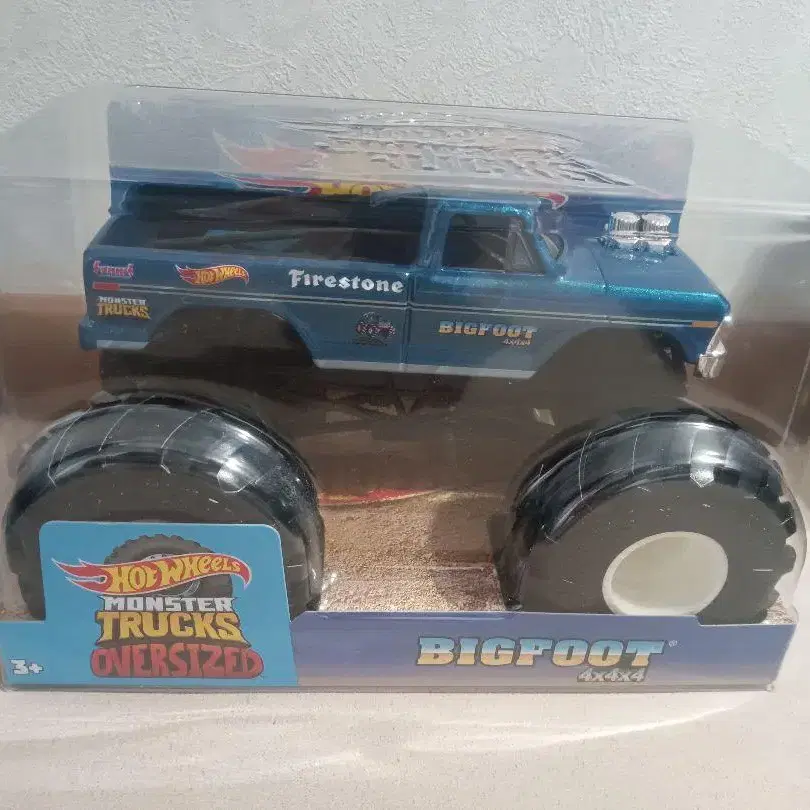 HOT WHEELS
Firestone
MONSTER
TRUCKS
BIGFOOT
4x4x4
HOT WHEELS
MONSTER
TRUCKS
OVERSIZED
3+
BIGFOOT®
4x4x4